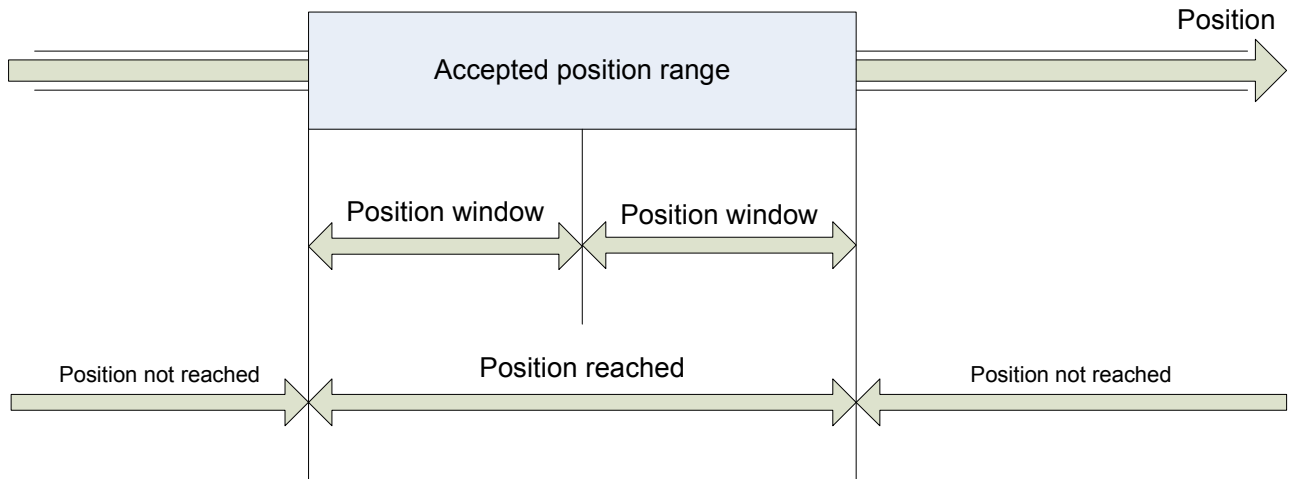 Position
Accepted position range
Position window
Position window
Position not reached
Position reached
Position not reached